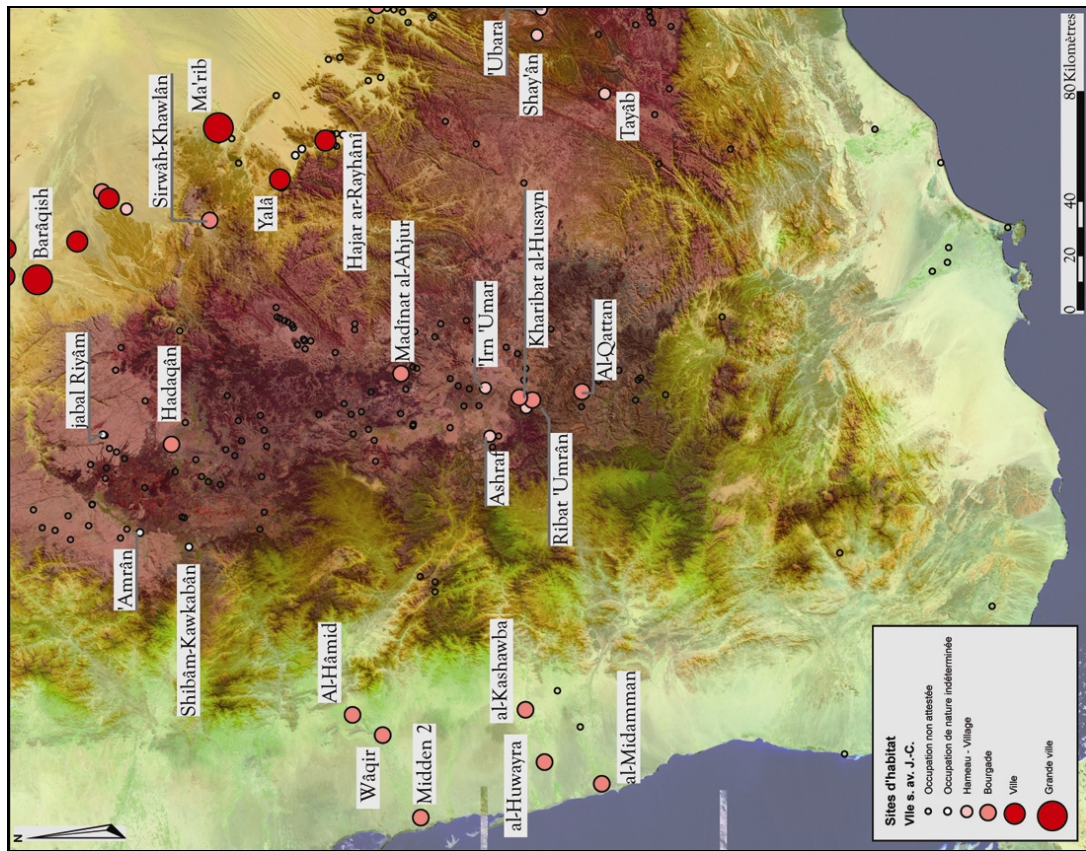 Barâqish
Sirwâh-Khawlân
Ma'rib
'Ubara
Shay'ân
Tayâb
Yalâ
Hajar ar-Rayhânî
jabal Riyâm
Hadaqân
Madînat al-Ahjur
'Irn 'Umar
Kharibat al-Husayn
Al-Qattan
Ashraf
Ribat 'Umrân
'Amrân
Shibâm-Kawkabân
Al-Hâmid
Wâqir
Midden 2
al-Kashawba
al-Huwayra
al-Midamman
N
0 20 40 80 Kilomètres
Sites d'habitat
VIIe s. av. J.-C.
Occupation non attestée
Occupation de nature indéterminée
Hameau - Village
Bourgade
Ville
Grande ville